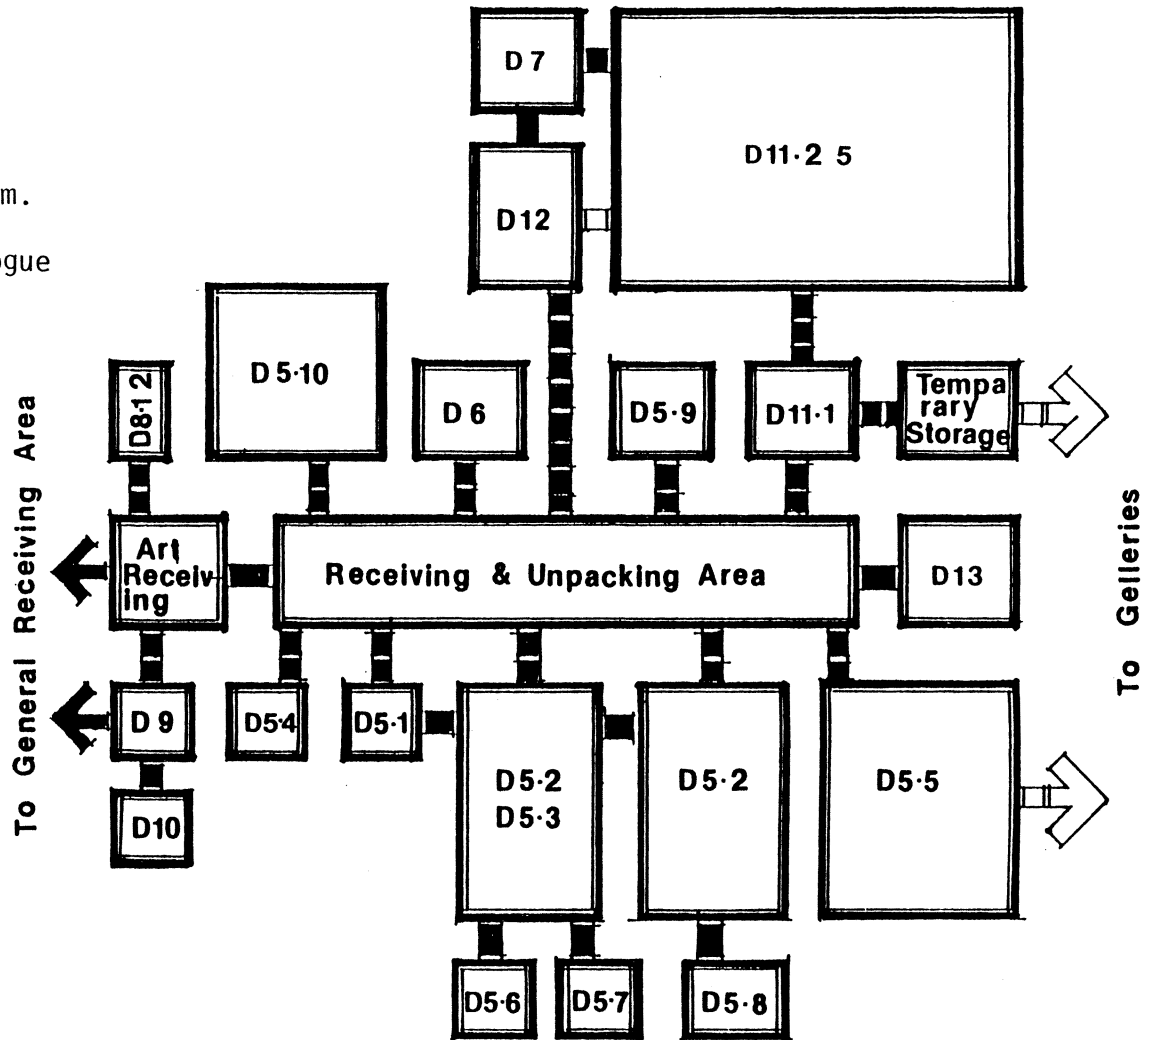 D 7
D11·2 5
m.
D12
ogue
D 5·10
D8·1 2
D 6
D5·9
D11·1
Tempa
rary
Storage
Art
Receiv-
ing
Receiving & Unpacking Area
D13
To General Receiving Area
To Gelleries
D 9
D5·4
D5·1
D5·2
D5·3
D5·2
D5·5
D10
D5·6
D5·7
D5·8